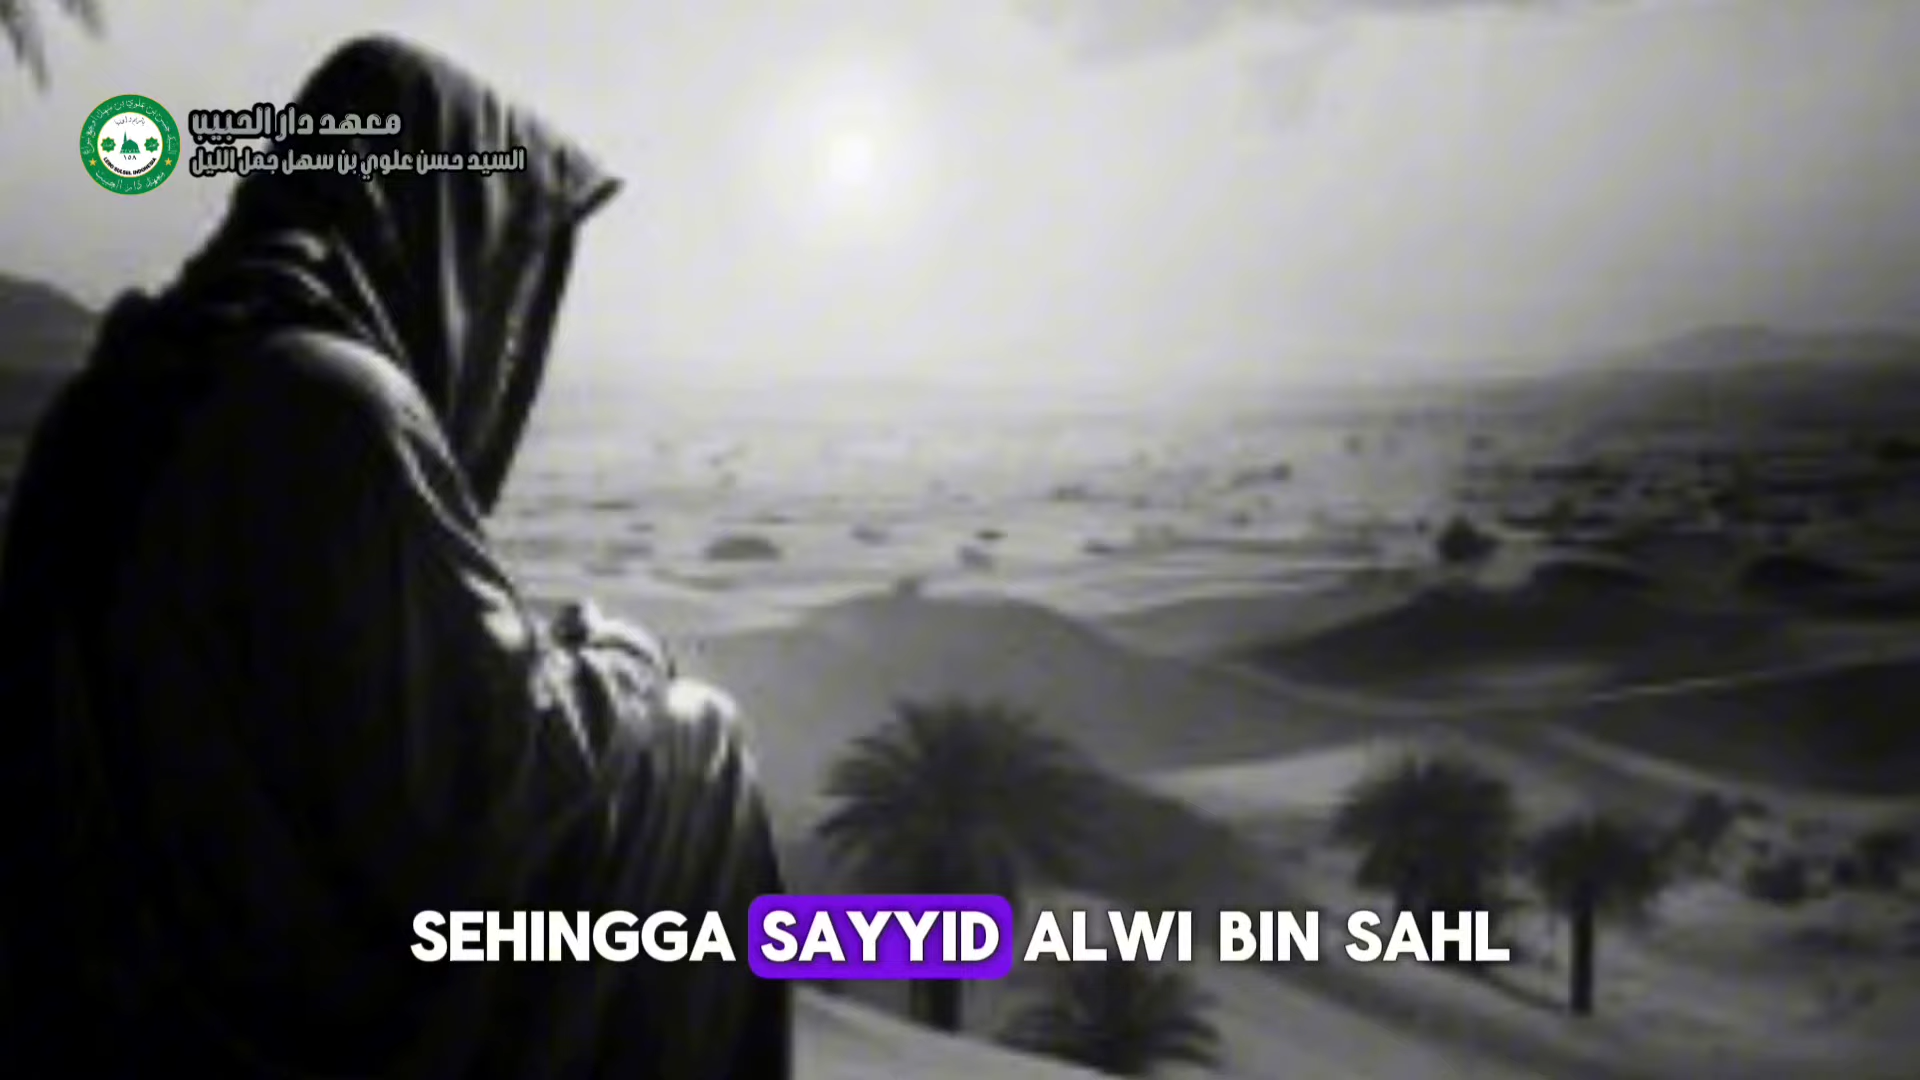 معهد دار الحبيب
السيد حسن علوي بن سهل جمل الليل
SEHINGGA SAYYID ALWI BIN SAHL